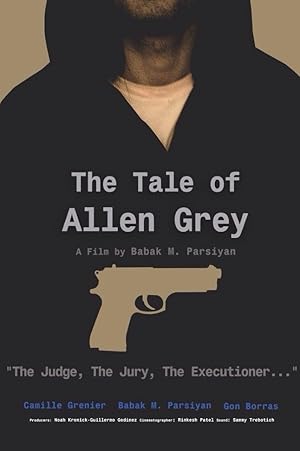 The Tale of
Allen Grey
A Film by Babak M. Parsiyan
"The Judge, The Jury, The Executioner..."
Camille Grenier Babak M. Parsiyan Gon Borras
Producers: Noah Kronick-Guillermo Godinez Cinematographer: Minkesh Patel Sound: Sammy Trebotich